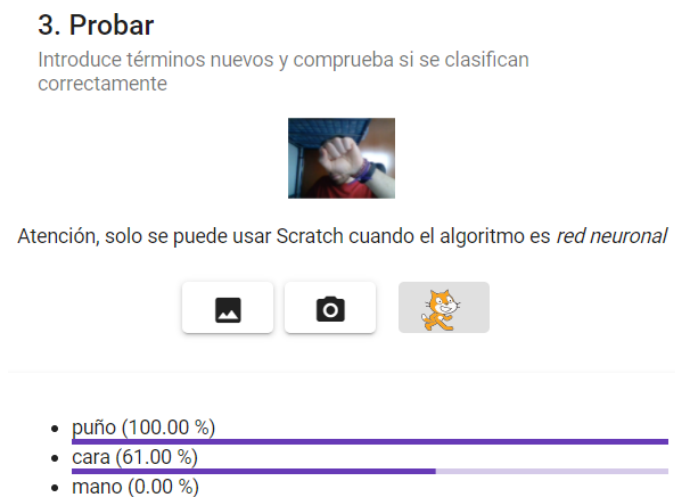 3. Probar
Introduce términos nuevos y comprueba si se clasifican
correctamente
Atención, solo se puede usar Scratch cuando el algoritmo es red neuronal
puño (100.00 %)
cara (61.00 %)
mano (0.00 %)